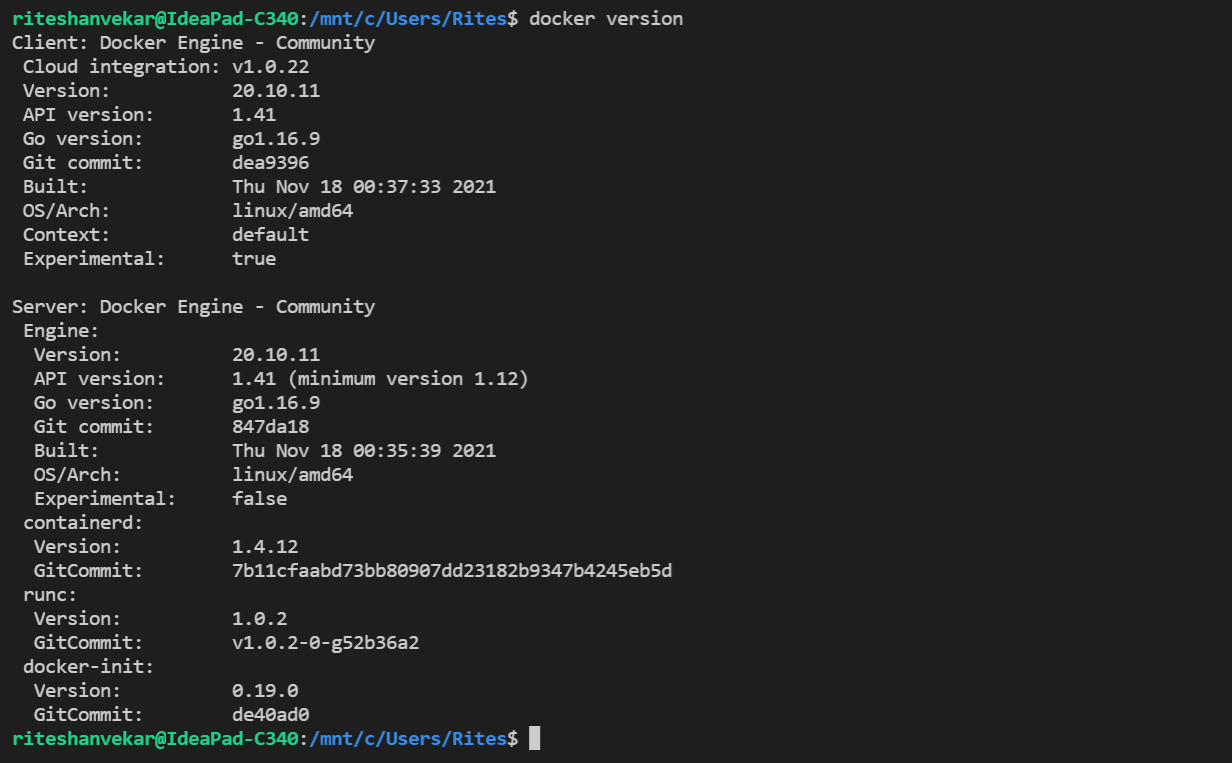 riteshanvekar@IdeaPad-C340:/mnt/c/Users/Rites$ docker version
Client: Docker Engine - Community
 Cloud integration: v1.0.22
 Version:           20.10.11
 API version:       1.41
 Go version:        go1.16.9
 Git commit:        dea9396
 Built:             Thu Nov 18 00:37:33 2021
 OS/Arch:           linux/amd64
 Context:           default
 Experimental:      true

Server: Docker Engine - Community
 Engine:
  Version:          20.10.11
  API version:      1.41 (minimum version 1.12)
  Go version:       go1.16.9
  Git commit:       847da18
  Built:            Thu Nov 18 00:35:39 2021
  OS/Arch:          linux/amd64
  Experimental:     false
 containerd:
  Version:          1.4.12
  GitCommit:        7b11cfaabd73bb80907dd23182b9347b4245eb5d
 runc:
  Version:          1.0.2
  GitCommit:        v1.0.2-0-g52b36a2
 docker-init:
  Version:          0.19.0
  GitCommit:        de40ad0
riteshanvekar@IdeaPad-C340:/mnt/c/Users/Rites$